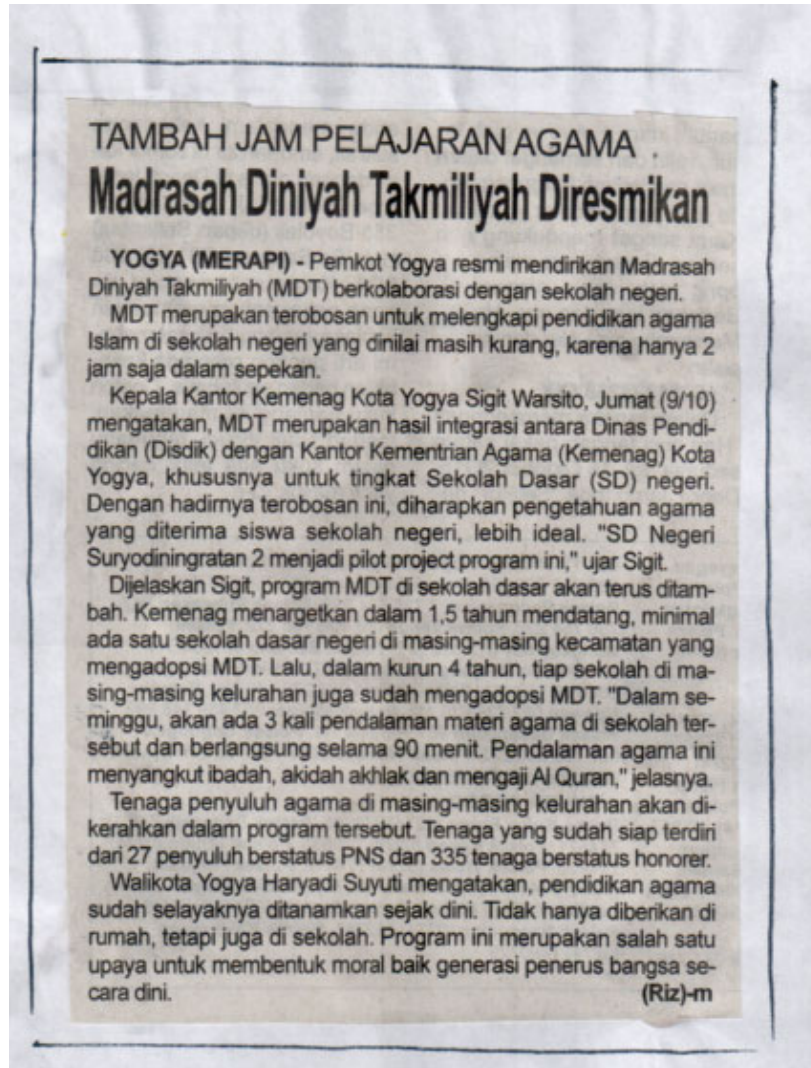 TAMBAH JAM PELAJARAN AGAMA
Madrasah Diniyah Takmiliyah Diresmikan
YOGYA (MERAPI) - Pemkot Yogya resmi mendirikan Madrasah
Diniyah Takmiliyah (MDT) berkolaborasi dengan sekolah negeri.
MDT merupakan terobosan untuk melengkapi pendidikan agama
Islam di sekolah negeri yang dinilai masih kurang, karena hanya 2
jam saja dalam sepekan.
Kepala Kantor Kemenag Kota Yogya Sigit Warsito, Jumat (9/10)
mengatakan, MDT merupakan hasil integrasi antara Dinas Pendi-
dikan (Disdik) dengan Kantor Kementrian Agama (Kemenag) Kota
Yogya, khususnya untuk tingkat Sekolah Dasar (SD) negeri.
Dengan hadirnya terobosan ini, diharapkan pengetahuan agama
yang diterima siswa sekolah negeri, lebih ideal. "SD Negeri
Suryodiningratan 2 menjadi pilot project program ini," ujar Sigit.
Dijelaskan Sigit, program MDT di sekolah dasar akan terus ditam-
bah. Kemenag menargetkan dalam 1,5 tahun mendatang, minimal
ada satu sekolah dasar negeri di masing-masing kecamatan yang
mengadopsi MDT. Lalu, dalam kurun 4 tahun, tiap sekolah di ma-
sing-masing kelurahan juga sudah mengadopsi MDT. "Dalam se-
minggu, akan ada 3 kali pendalaman materi agama di sekolah ter-
sebut dan berlangsung selama 90 menit. Pendalaman agama ini
menyangkut ibadah, akidah akhlak dan mengaji Al Quran," jelasnya.
Tenaga penyuluh agama di masing-masing kelurahan akan di-
kerahkan dalam program tersebut. Tenaga yang sudah siap terdiri
dari 27 penyuluh berstatus PNS dan 335 tenaga berstatus honorer.
Walikota Yogya Haryadi Suyuti mengatakan, pendidikan agama
sudah selayaknya ditanamkan sejak dini. Tidak hanya diberikan di
rumah, tetapi juga di sekolah. Program ini merupakan salah satu
upaya untuk membentuk moral baik generasi penerus bangsa se-
cara dini. (Riz)-m